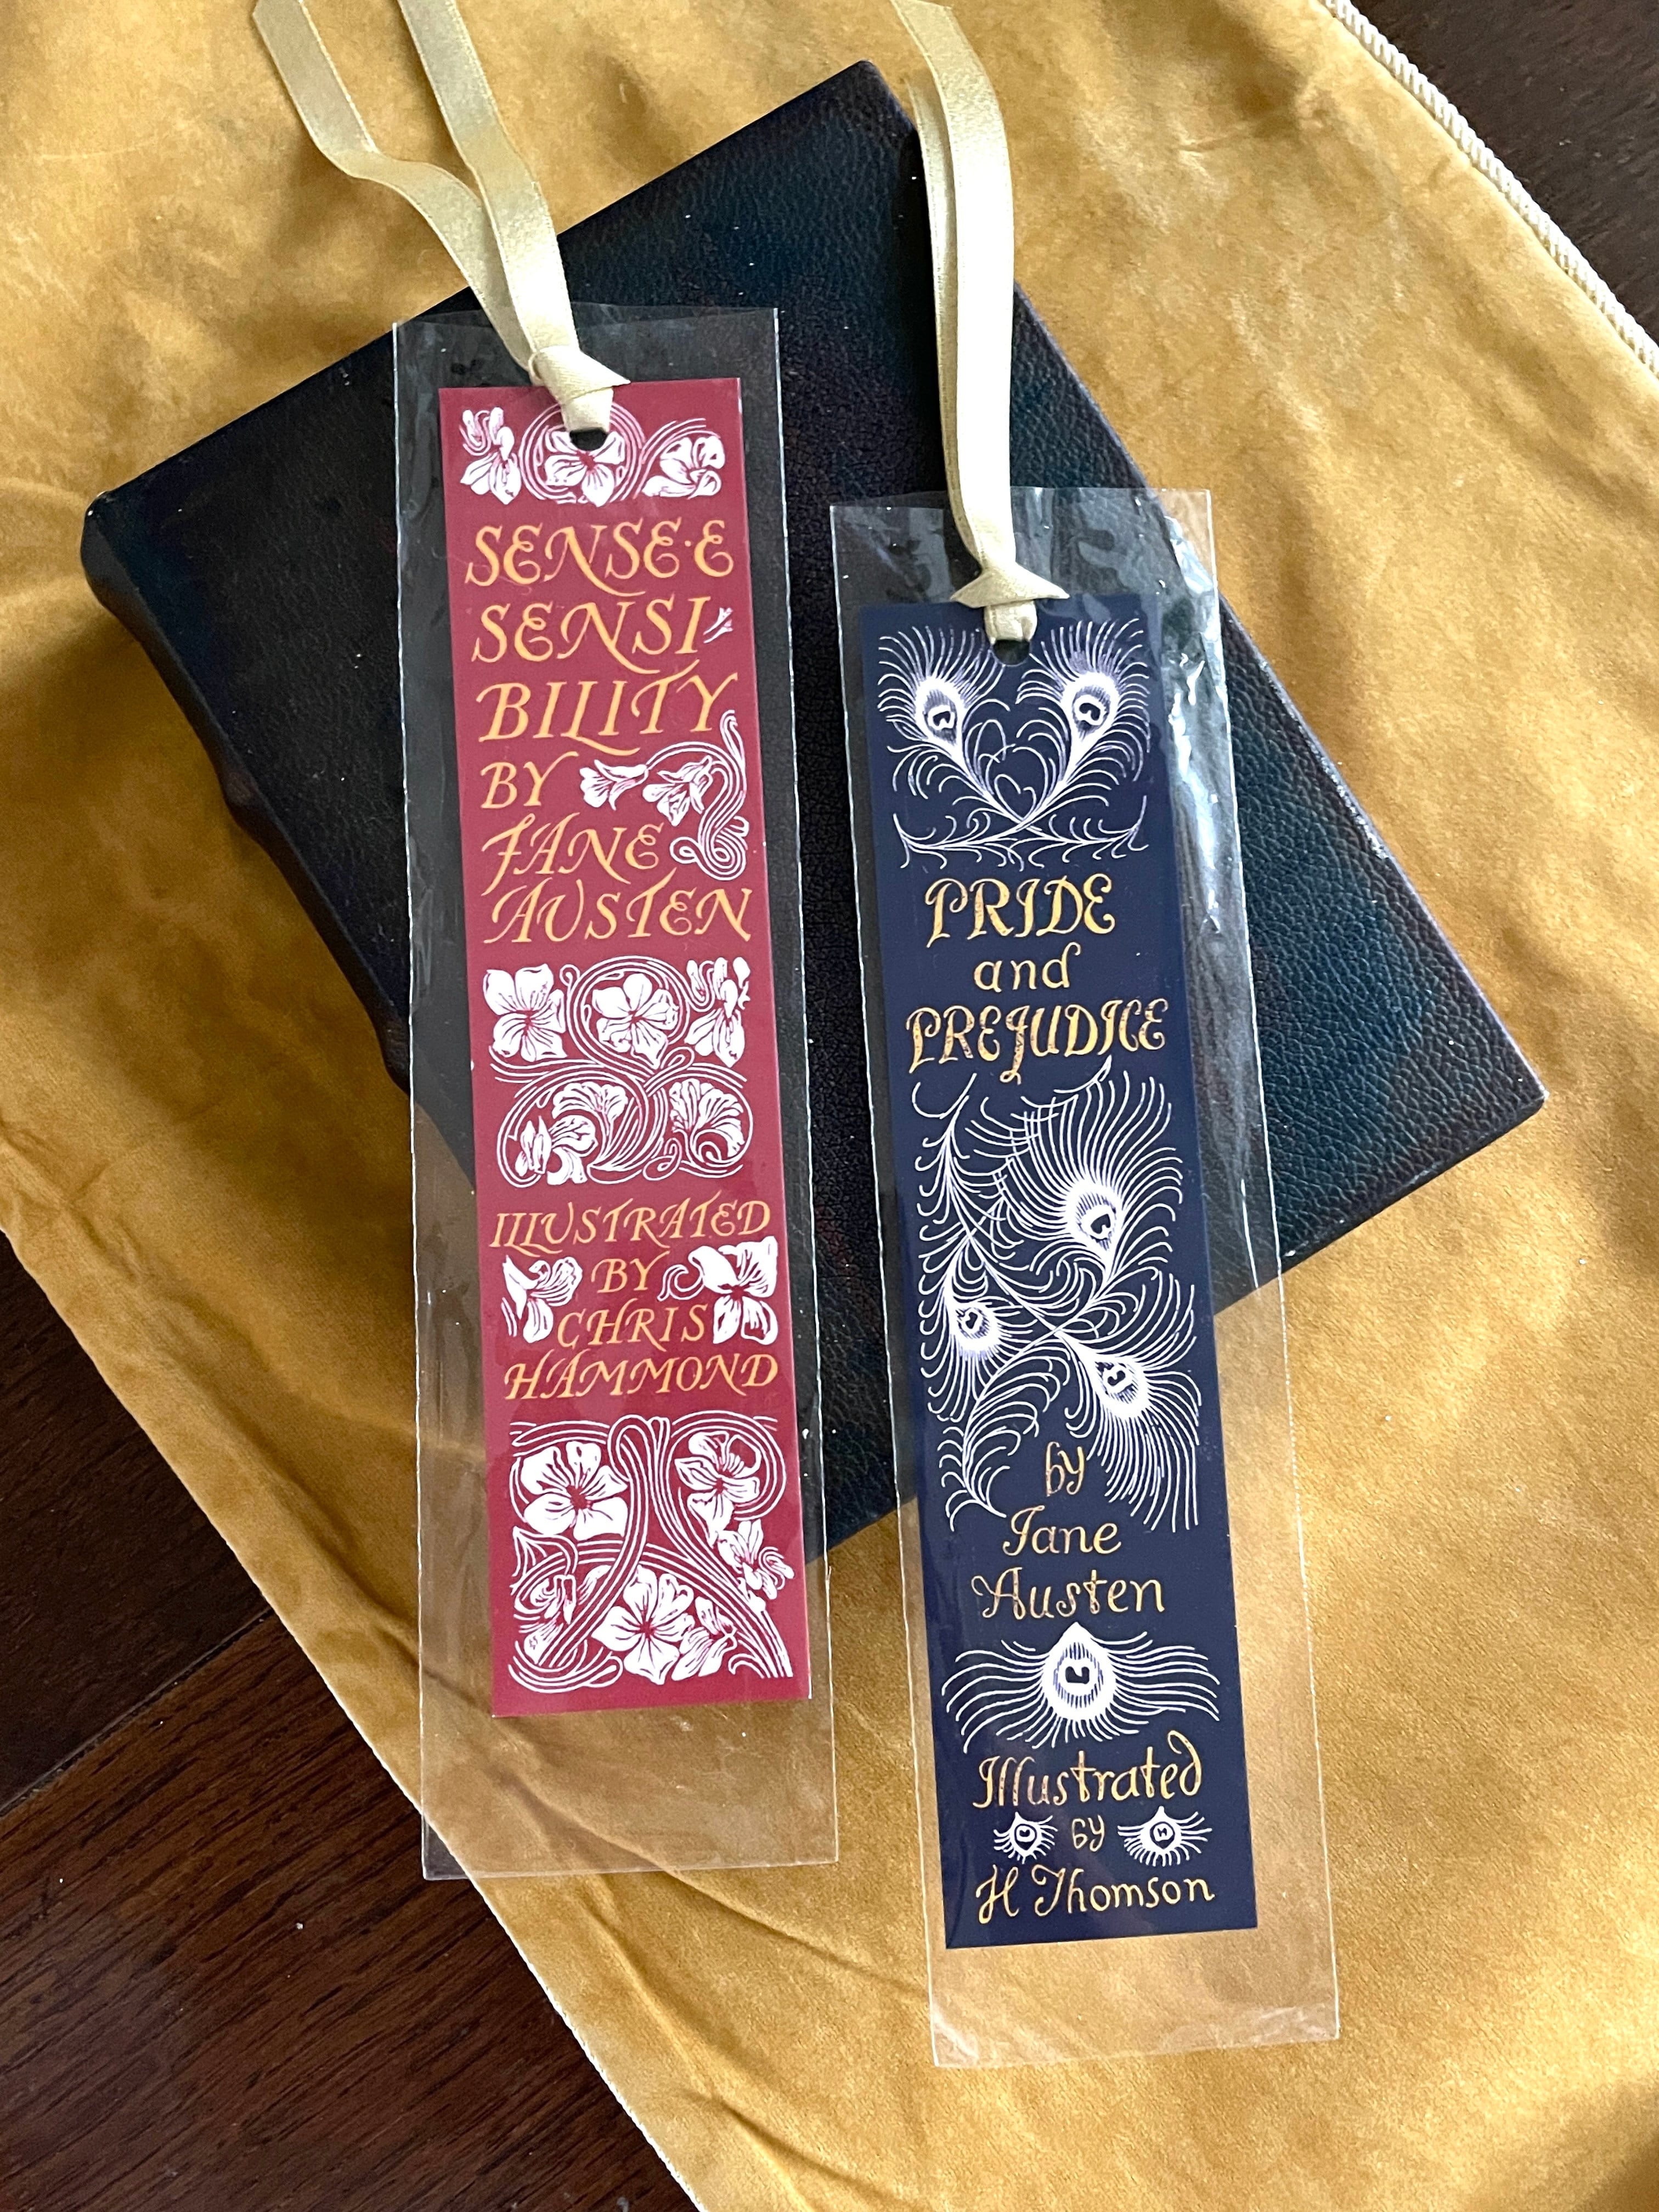 SENSE·&
SENSI
BILITY
BY
JANE
AUSTEN
ILLUSTRATED
BY
CHRIS
HAMMOND
PRIDE
and
PREJUDICE
by
Jane
Austen
Illustrated
by
H Thomson